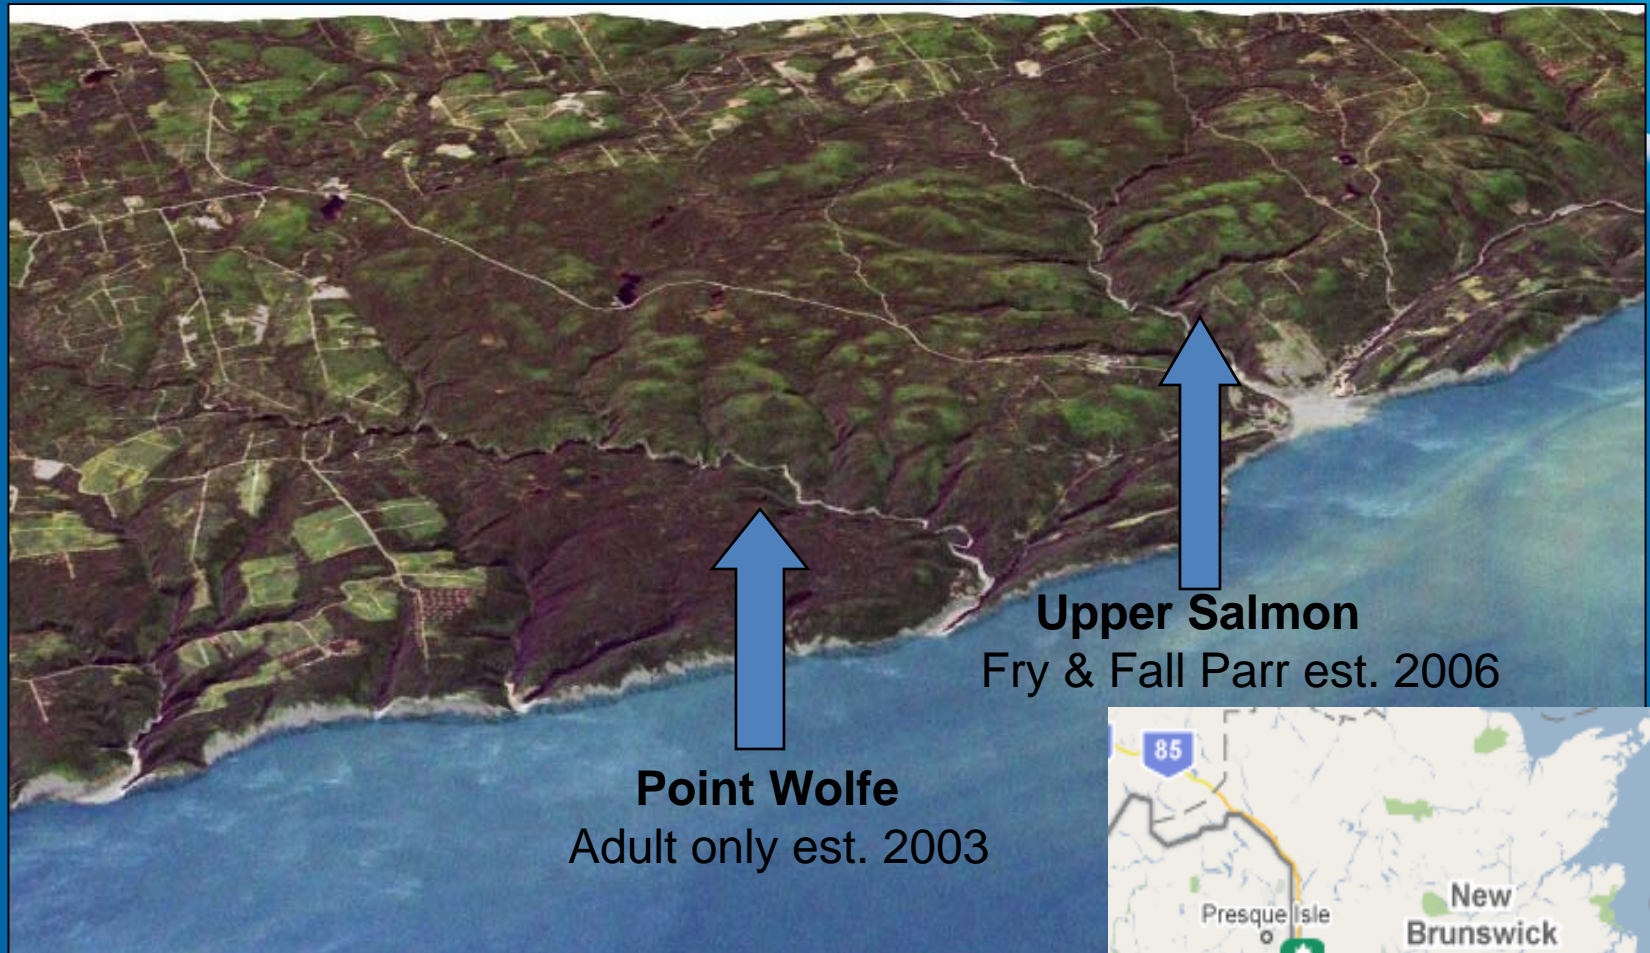 Upper Salmon
Fry & Fall Parr est. 2006
Point Wolfe
Adult only est. 2003
85
Presque Isle
New
Brunswick